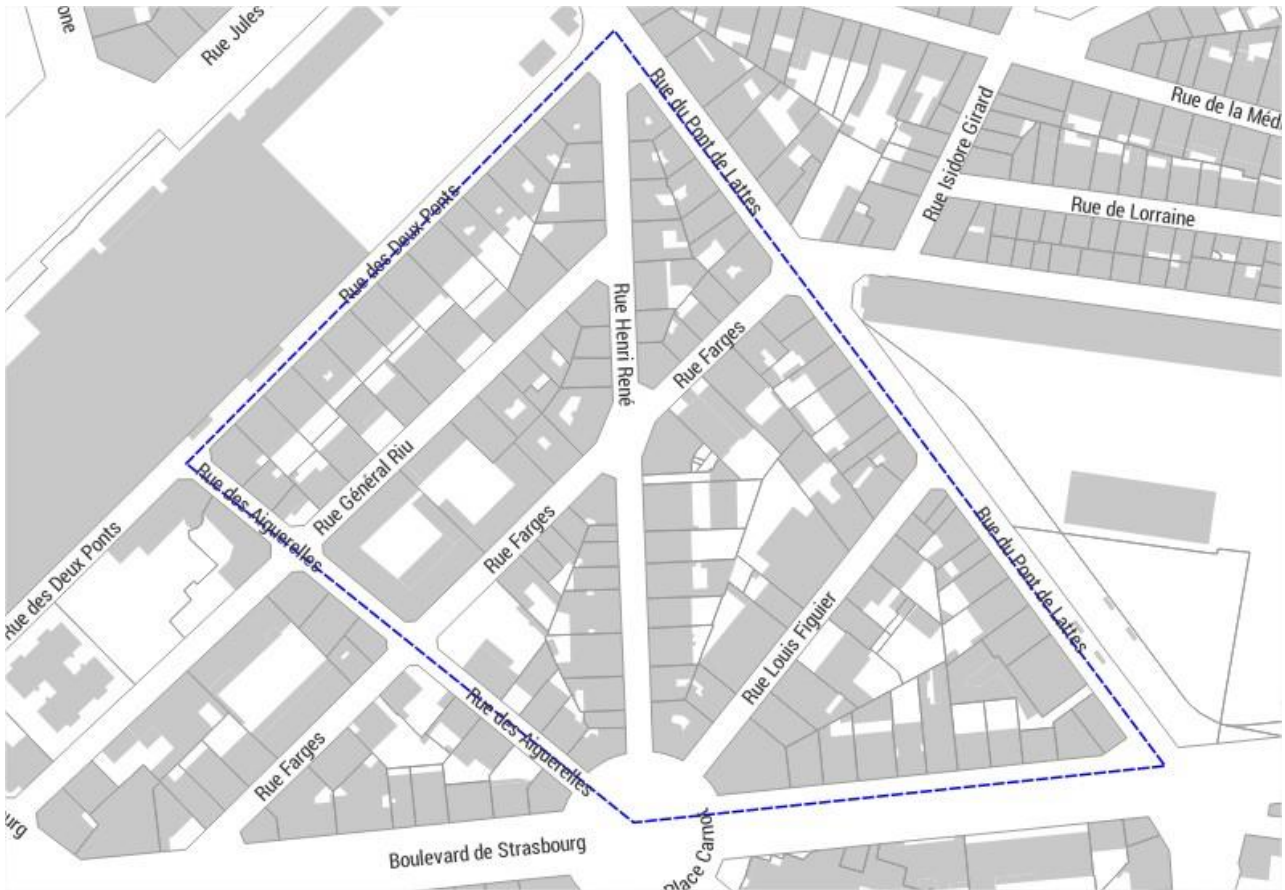 one
Rue Jules
Rue du Pont de Lattes
Rue de la Méd
Rue Isidore Girard
Rue de Lorraine
Rue des Deux Ponts
Rue Henri René
Rue Farges
Rue Général Riu
Rue des Aiguerelles
Rue Farges
Rue des Deux Ponts
Rue du Pont de Lattes
Rue Louis Figuier
Rue des Aiguerelles
Rue Farges
ourg
Boulevard de Strasbourg
Place Carnot